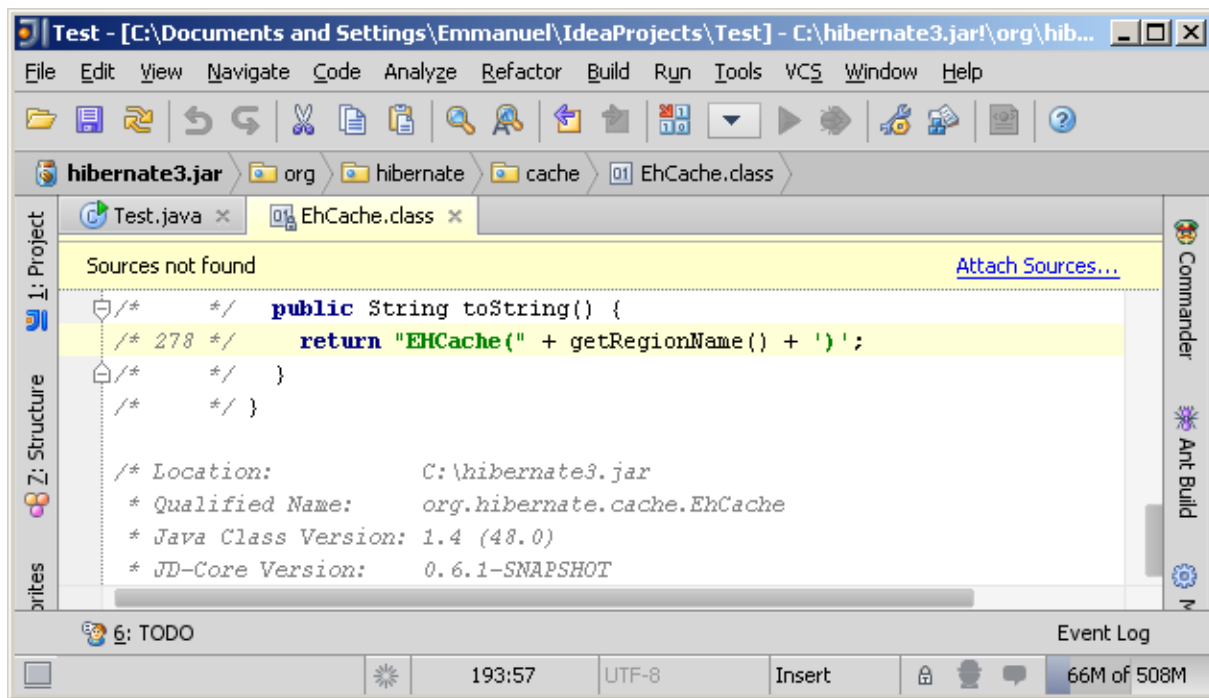 Test - [C:\Documents and Settings\Emmanuel\IdeaProjects\Test] - C:\hibernate3.jar!\org\hib...
File Edit View Navigate Code Analyze Refactor Build Run Tools VCS Window Help
hibernate3.jar org hibernate cache 01 EhCache.class
Test.java EhCache.class
Sources not found Attach Sources...
/*      */   public String toString() {
/* 278 */     return "EHCache(" + getRegionName() + ')';
/*      */   }
/*      */ }
/* Location:           C:\hibernate3.jar
 * Qualified Name:     org.hibernate.cache.EhCache
 * Java Class Version: 1.4 (48.0)
 * JD-Core Version:    0.6.1-SNAPSHOT
1: Project
Z: Structure
Commander
Ant Build
6: TODO Event Log
193:57 UTF-8 Insert 66M of 508M